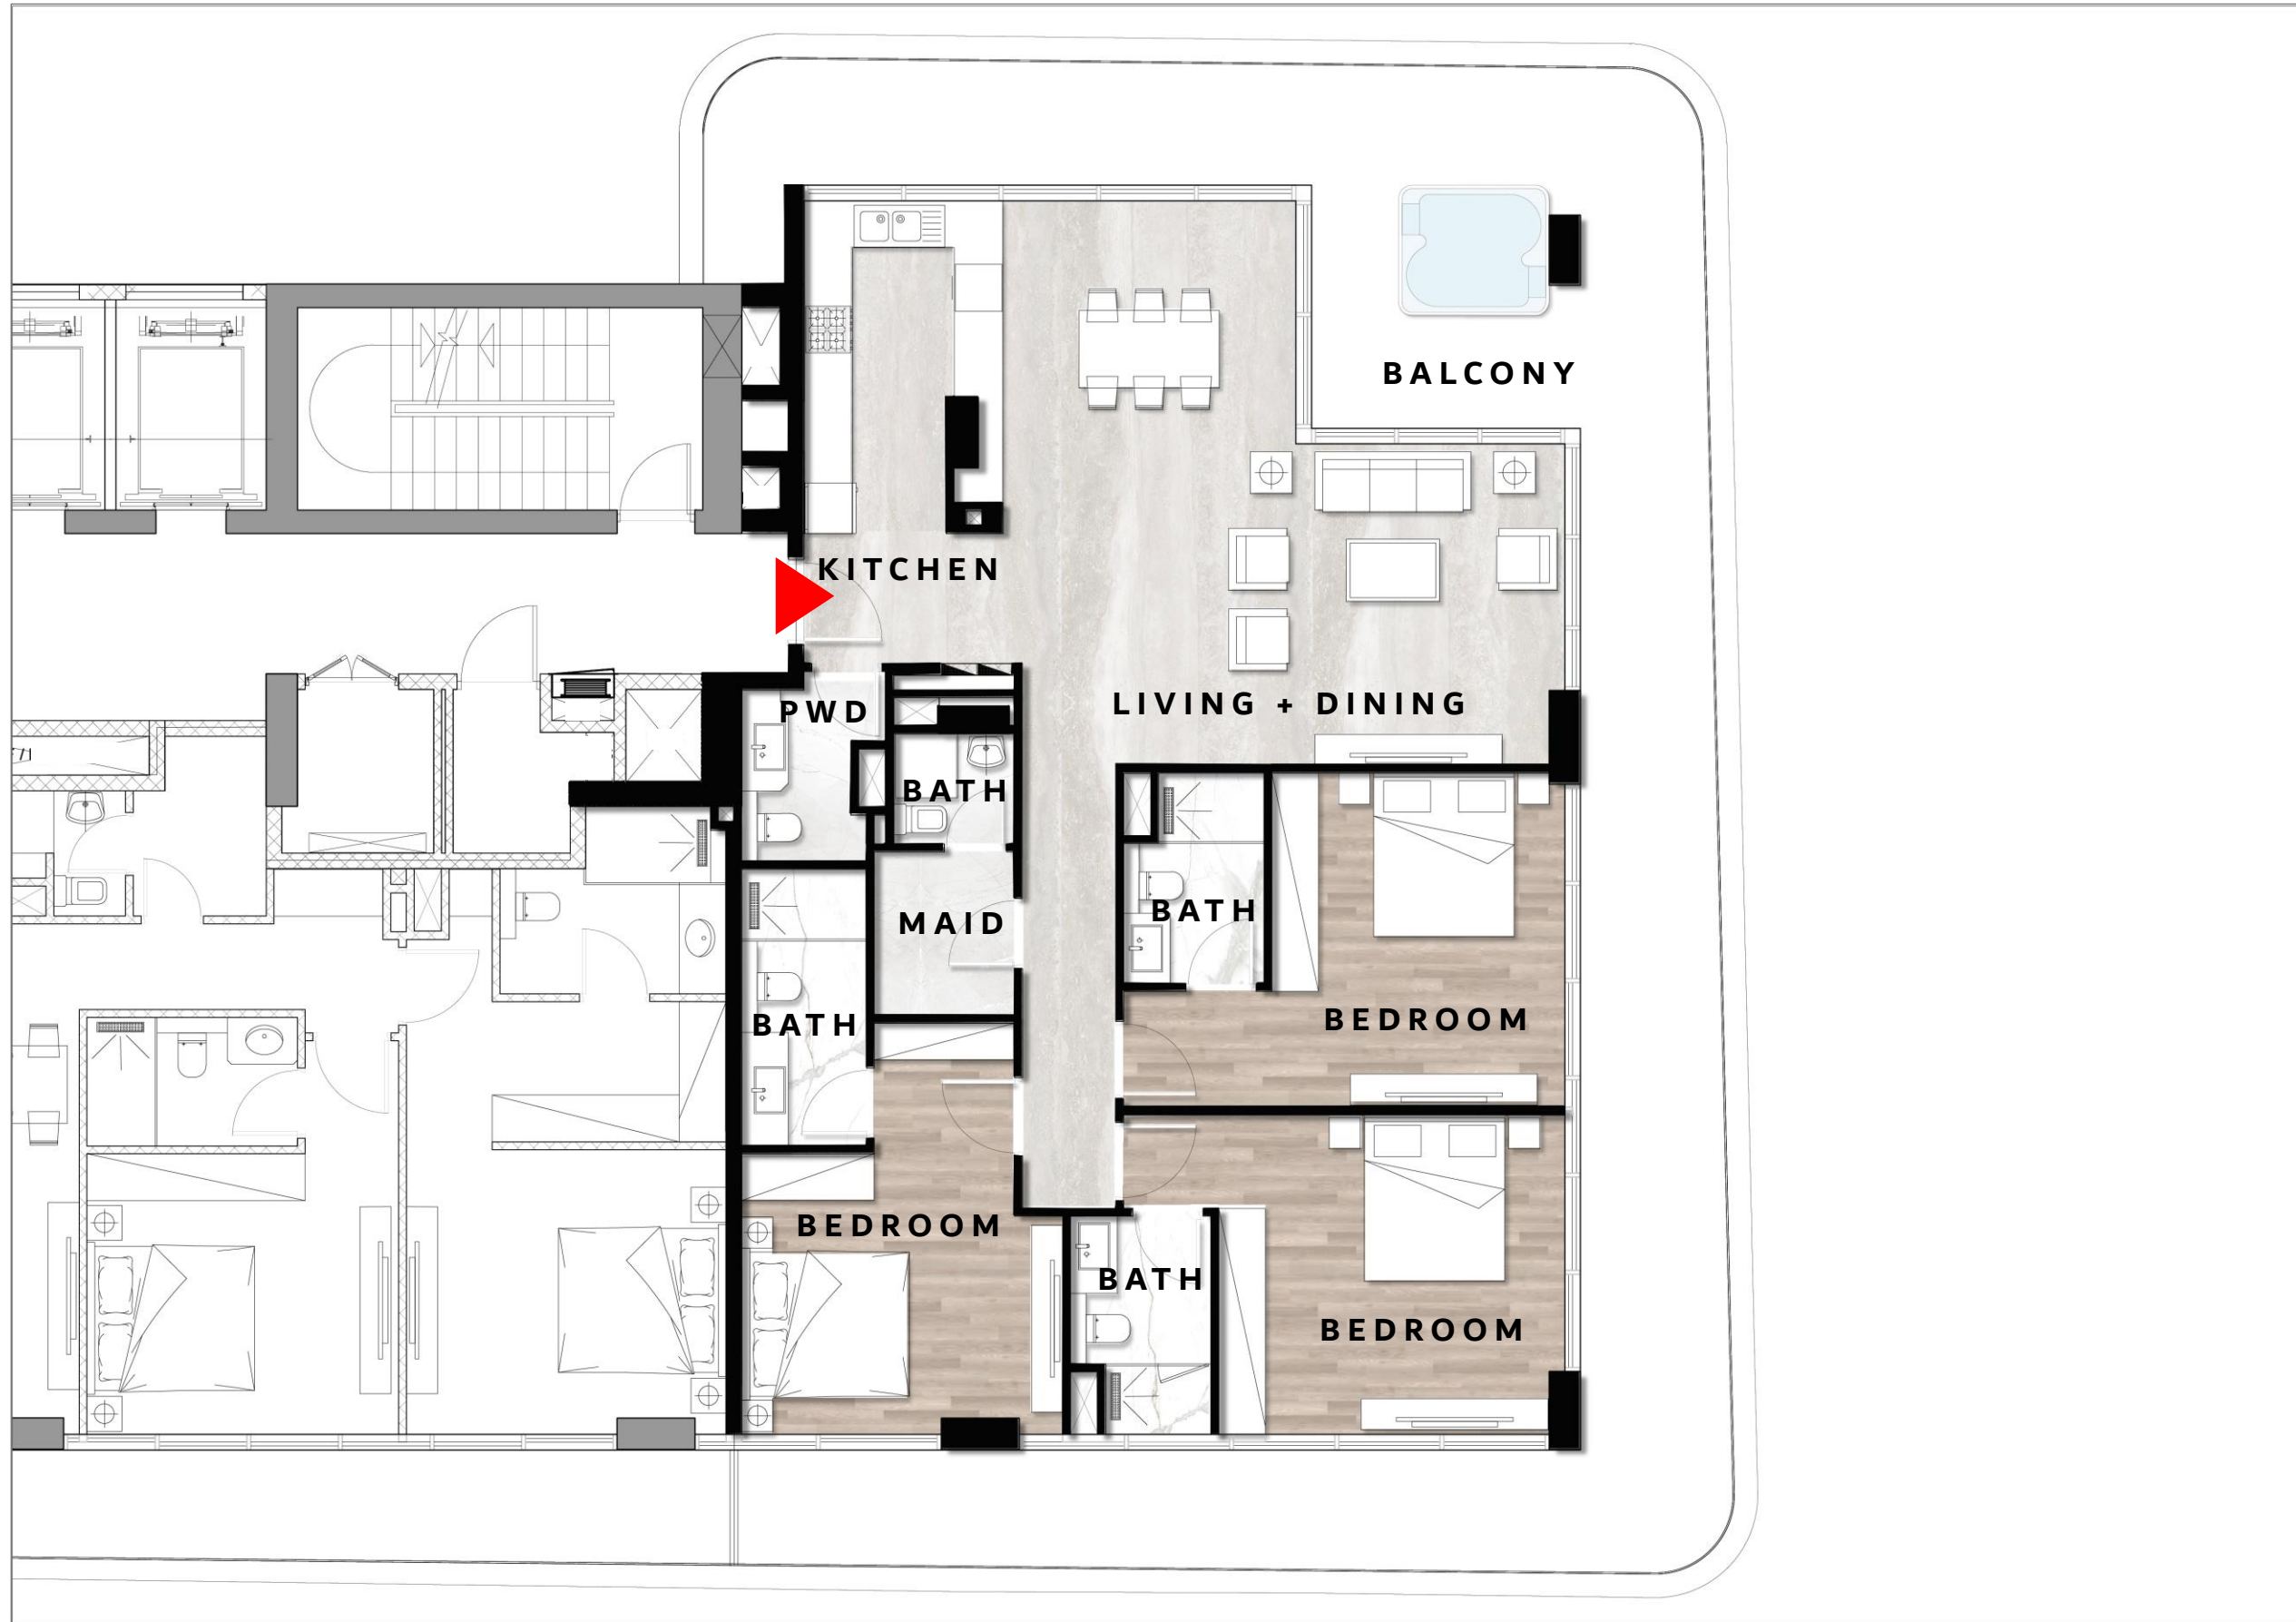 BALCONY
KITCHEN
LIVING + DINING
PWD
BATH
BATH
MAID
BEDROOM
BATH
BEDROOM
BATH
BEDROOM